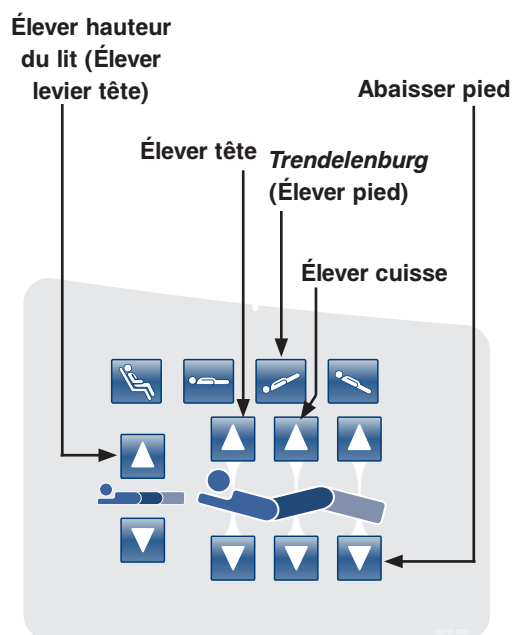 Élever hauteur
du lit (Élever
levier tête)
Abaisser pied
Élever tête
Trendelenburg
(Élever pied)
Élever cuisse